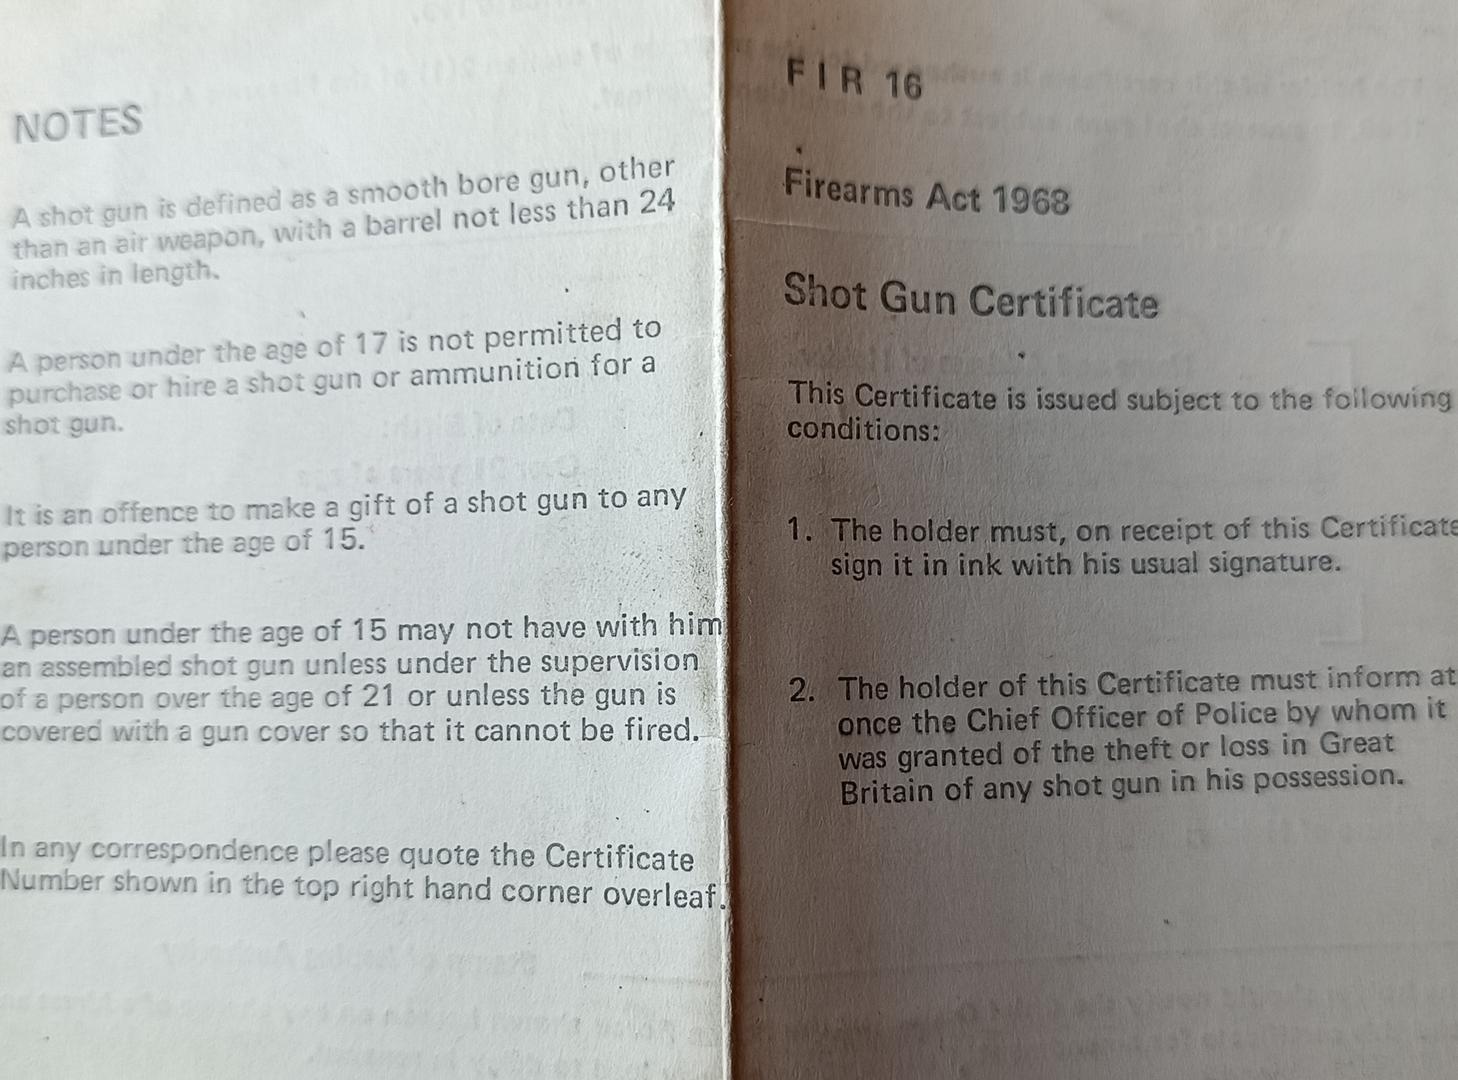 NOTES
A shot gun is defined as a smooth bore gun, other
than an air weapon, with a barrel not less than 24
inches in length.
A person under the age of 17 is not permitted to
purchase or hire a shot gun or ammunition for a
shot gun.
It is an offence to make a gift of a shot gun to any
person under the age of 15.
A person under the age of 15 may not have with him
an assembled shot gun unless under the supervision
of a person over the age of 21 or unless the gun is
covered with a gun cover so that it cannot be fired.
In any correspondence please quote the Certificate
Number shown in the top right hand corner overleaf.
FIR 16
Firearms Act 1968
Shot Gun Certificate
This Certificate is issued subject to the following
conditions:
1. The holder must, on receipt of this Certificate
sign it in ink with his usual signature.
2. The holder of this Certificate must inform at
once the Chief Officer of Police by whom it
was granted of the theft or loss in Great
Britain of any shot gun in his possession.